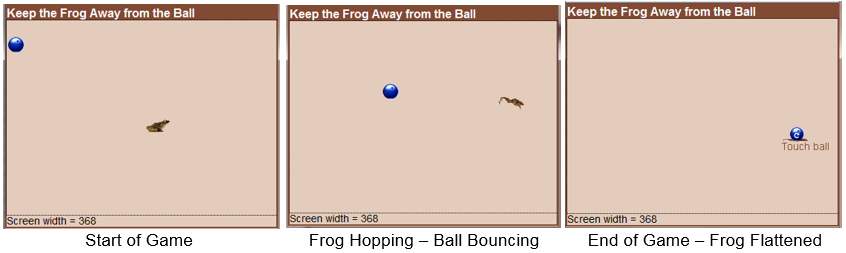 Keep the Frog Away from the Ball
Screen width = 368
Start of Game
Keep the Frog Away from the Ball
Screen width = 368
Frog Hopping – Ball Bouncing
Keep the Frog Away from the Ball
Touch ball
Screen width = 368
End of Game – Frog Flattened